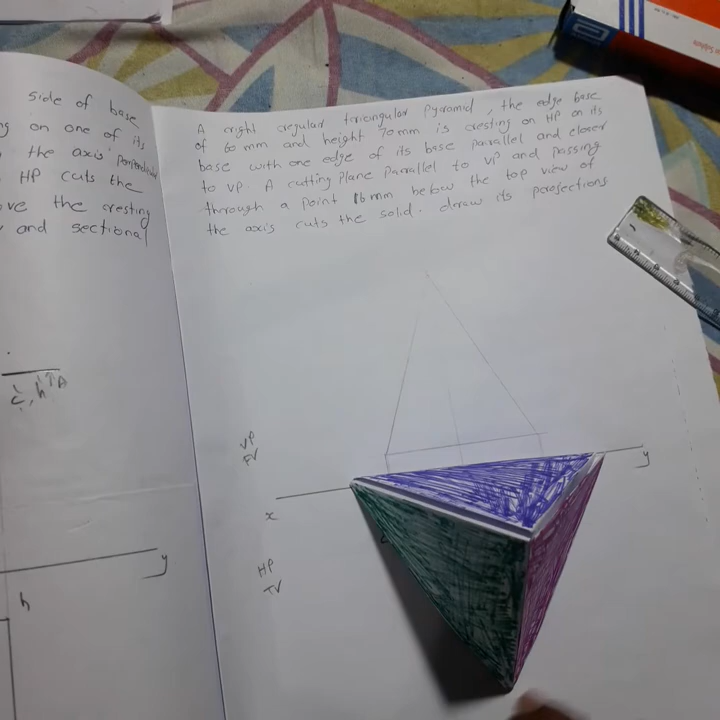 side of base
on one of its
the axis perpendicular
HP cuts the
the cresting
and sectional
A right regular triangular pyramid, the edge base
of 60 mm and height 70 mm is resting on HP on its
base with one edge of its base parallel and closer
to VP. A cutting plane parallel to VP and passing
through a point 16 mm below the top view of
the axis cuts the solid. draw its projections
VP
FV
x
y
HP
TV
y
h